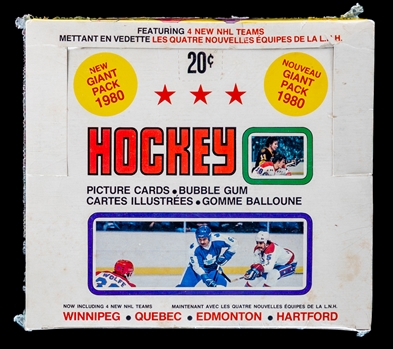 FEATURING 4 NEW NHL TEAMS
METTANT EN VEDETTE LES QUATRE NOUVELLES ÉQUIPES DE LA L.N.H.
NEW
GIANT
PACK
1980
20¢
NOUVEAU
GIANT
PACK
1980
HOCKEY
PICTURE CARDS • BUBBLE GUM
CARTES ILLUSTRÉES • GOMME BALLOUNE
WOLFE
NOW INCLUDING 4 NEW NHL TEAMS
MAINTENANT AVEC LES QUATRE NOUVELLES ÉQUIPES DE LA L.N.H.
WINNIPEG • QUEBEC • EDMONTON • HARTFORD